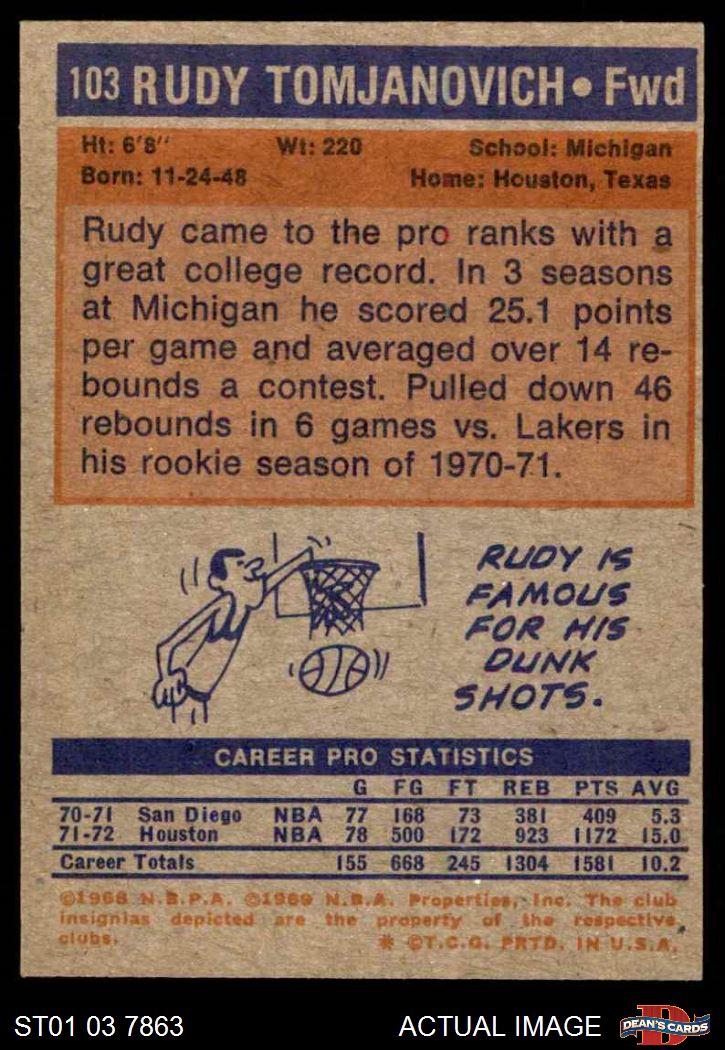 103 RUDY TOMJANOVICH • Fwd
Ht: 6'8" Wt: 220 School: Michigan
Born: 11-24-48 Home: Houston, Texas
Rudy came to the pro ranks with a
great college record. In 3 seasons
at Michigan he scored 25.1 points
per game and averaged over 14 re-
bounds a contest. Pulled down 46
rebounds in 6 games vs. Lakers in
his rookie season of 1970-71.
RUDY IS
FAMOUS
FOR HIS
DUNK
SHOTS.
CAREER PRO STATISTICS
G FG FT REB PTS AVG
70-71 San Diego NBA 77 168 73 381 409 5.3
71-72 Houston NBA 78 500 172 923 1172 15.0
Career Totals 155 668 245 1304 1581 10.2
©1968 N.B.P.A. ©1969 N.B.A. Properties, Inc. The club
insignias depicted are the property of the respective
clubs. * ©T.C.G. PRTD. IN U.S.A.
ST01 03 7863 ACTUAL IMAGE D DEAN'S CARDS